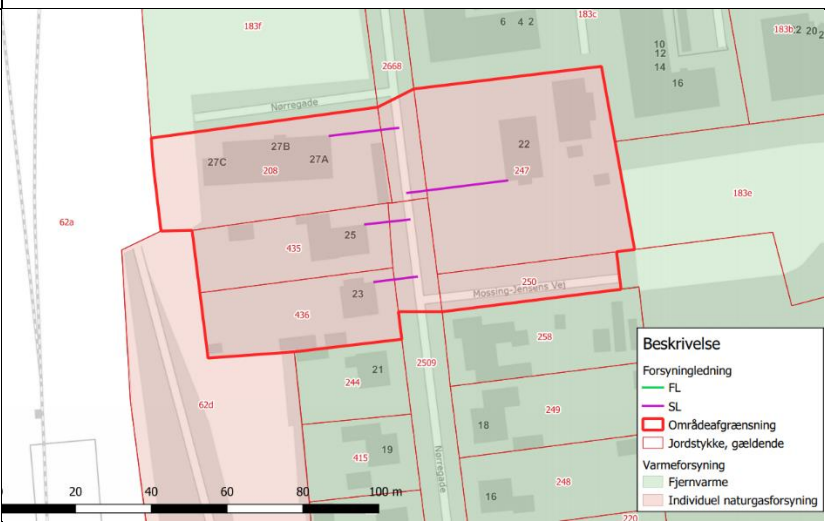 183f
2668
6 4 2
183c
10
12
14
16
183b
2 20
Nørregade
27C
27B
27A
208
22
247
183e
62a
25
435
250
Mossing-Jensens Vej
23
436
2509
258
21
244
62d
18
249
19
415
Nørregade
16
248
220
Beskrivelse
Forsyningledning
FL
SL
Områdeafgrænsning
Jordstykke, gældende
Varmeforsyning
Fjernvarme
Individuel naturgasforsyning
20 40 60 80 100 m